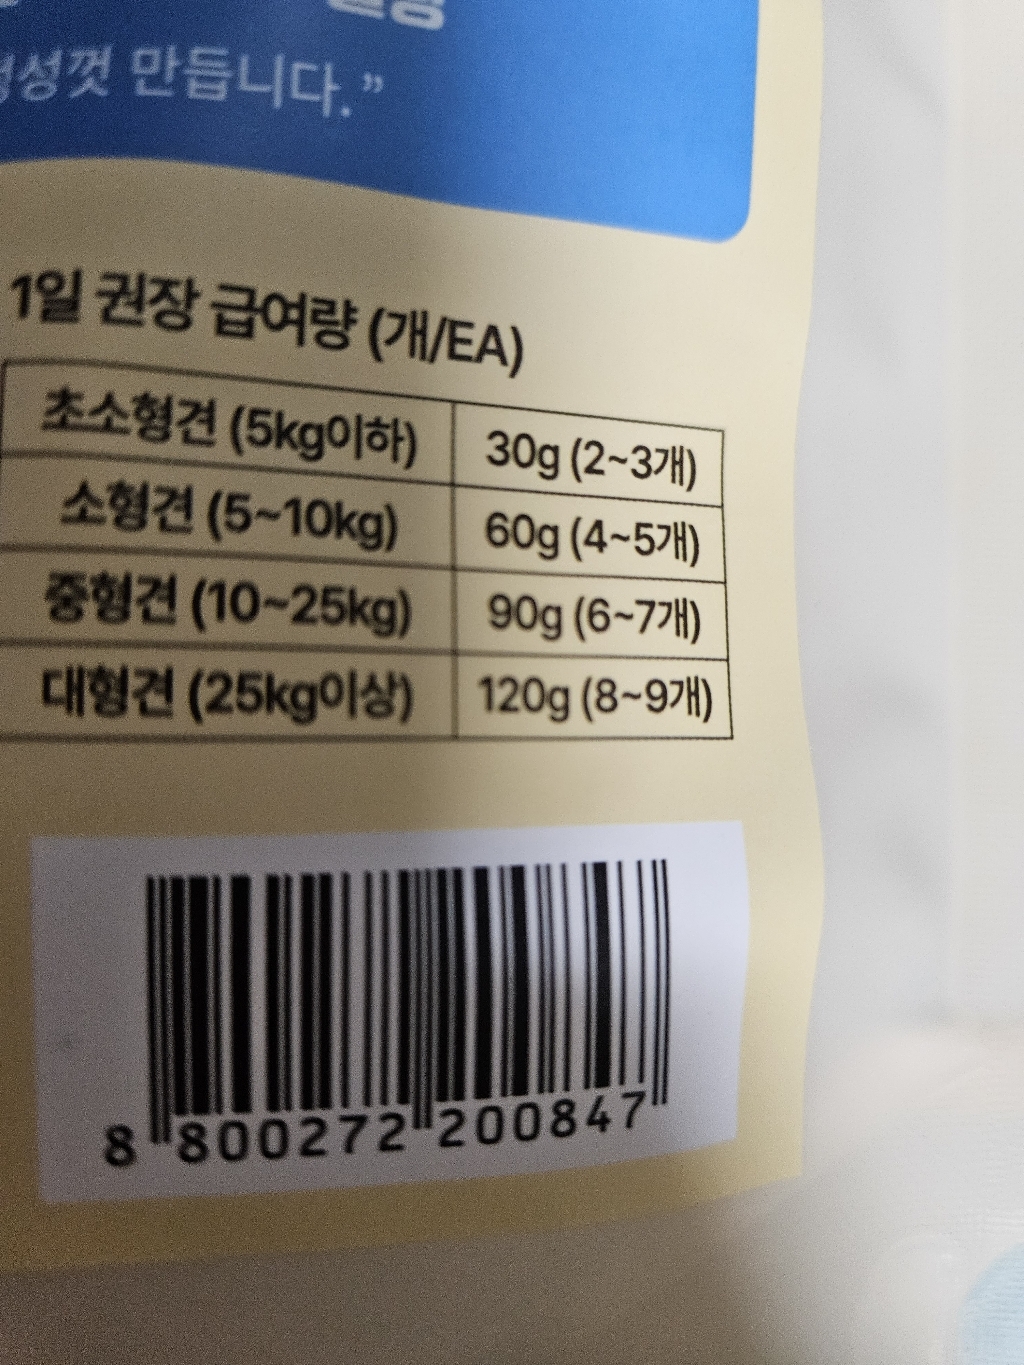 만듭니다.”
1일 권장 급여량 (개/EA)
초소형견 (5kg이하) 30g (2~3개)
소형견 (5~10kg) 60g (4~5개)
중형견 (10~25kg) 90g (6~7개)
대형견 (25kg이상) 120g (8~9개)
8 800272 200847